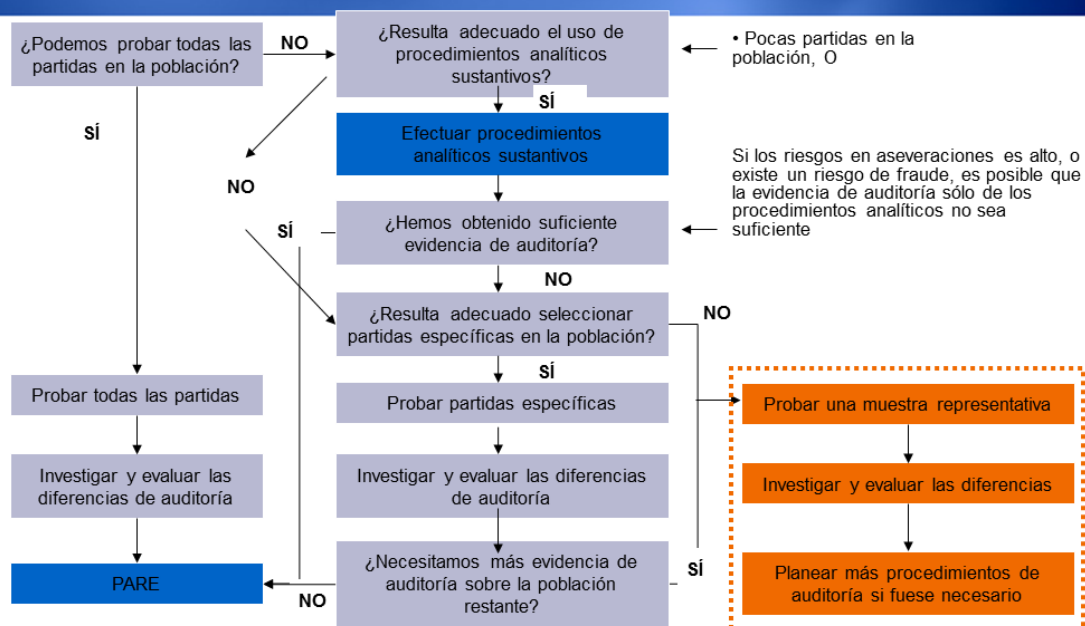 ¿Podemos probar todas las
partidas en la población?
NO
¿Resulta adecuado el uso de
procedimientos analíticos
sustantivos?
• Pocas partidas en la
población, O
SÍ
SÍ
Efectuar procedimientos
analíticos sustantivos
NO
Si los riesgos en aseveraciones es alto, o
existe un riesgo de fraude, es posible que
la evidencia de auditoría sólo de los
procedimientos analíticos no sea
suficiente
SÍ
¿Hemos obtenido suficiente
evidencia de auditoría?
NO
¿Resulta adecuado seleccionar
partidas específicas en la población?
NO
SÍ
Probar todas las partidas
Probar partidas específicas
Probar una muestra representativa
Investigar y evaluar las
diferencias de auditoría
Investigar y evaluar las diferencias
de auditoría
Investigar y evaluar las diferencias
PARE
NO
¿Necesitamos más evidencia de
auditoría sobre la población
restante?
SÍ
Planear más procedimientos de
auditoría si fuese necesario